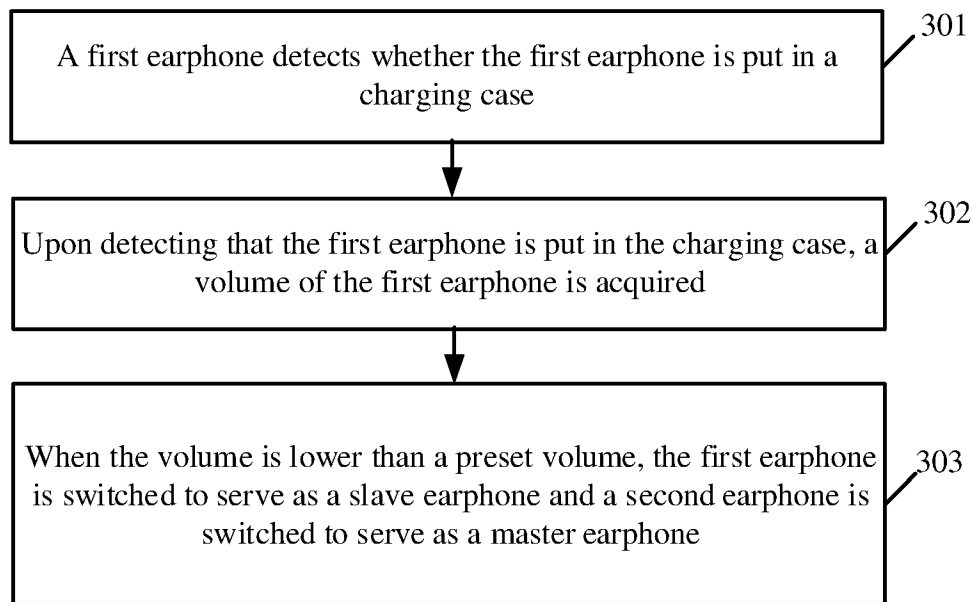 A first earphone detects whether the first earphone is put in a
charging case
301
Upon detecting that the first earphone is put in the charging case, a
volume of the first earphone is acquired
302
When the volume is lower than a preset volume, the first earphone
is switched to serve as a slave earphone and a second earphone is
switched to serve as a master earphone
303